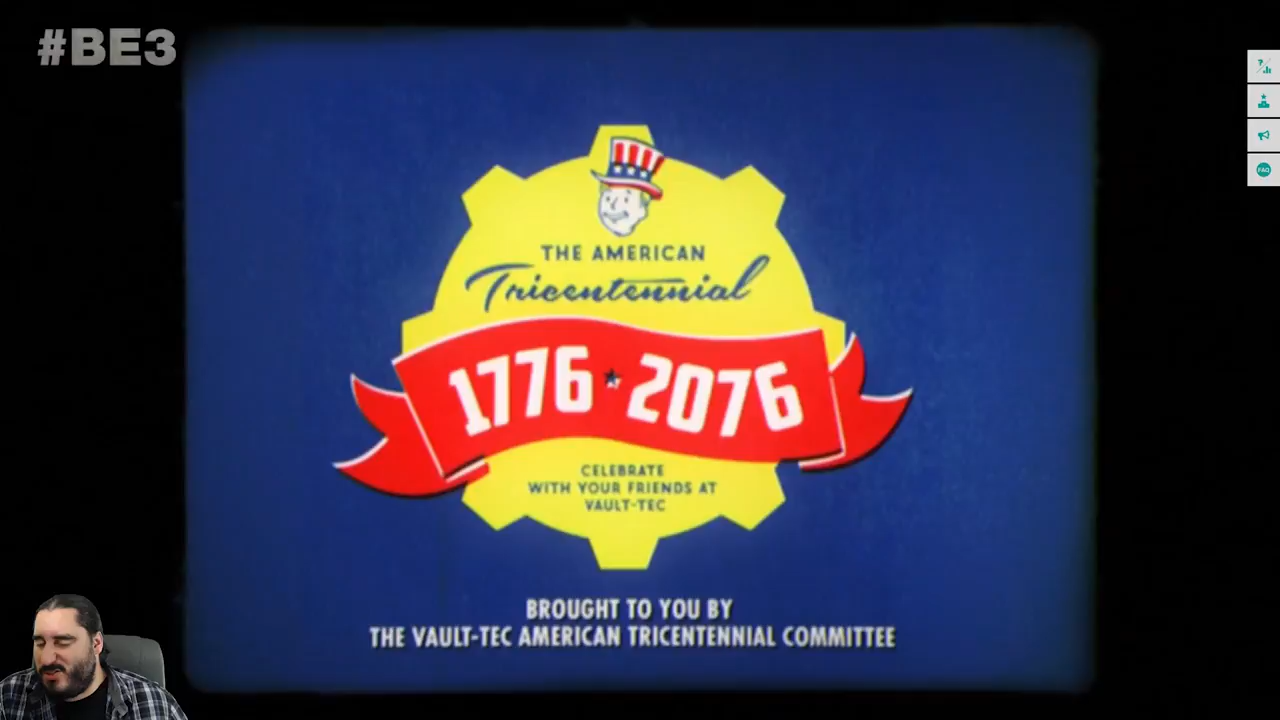 #BE3
THE AMERICAN
Tricentennial
1776 ★ 2076
CELEBRATE
WITH YOUR FRIENDS AT
VAULT-TEC
BROUGHT TO YOU BY
THE VAULT-TEC AMERICAN TRICENTENNIAL COMMITTEE
?
FAQ